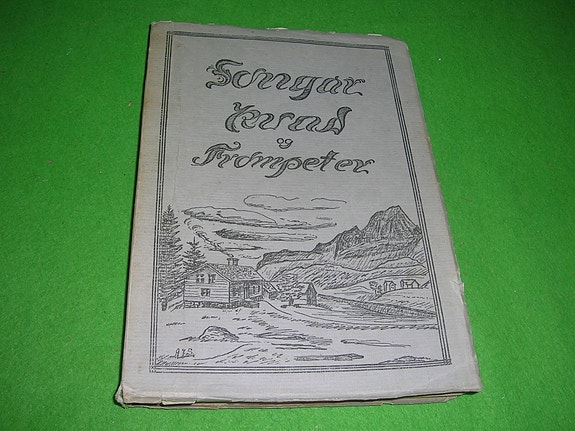 Songar
Kvad
og
Trompeter